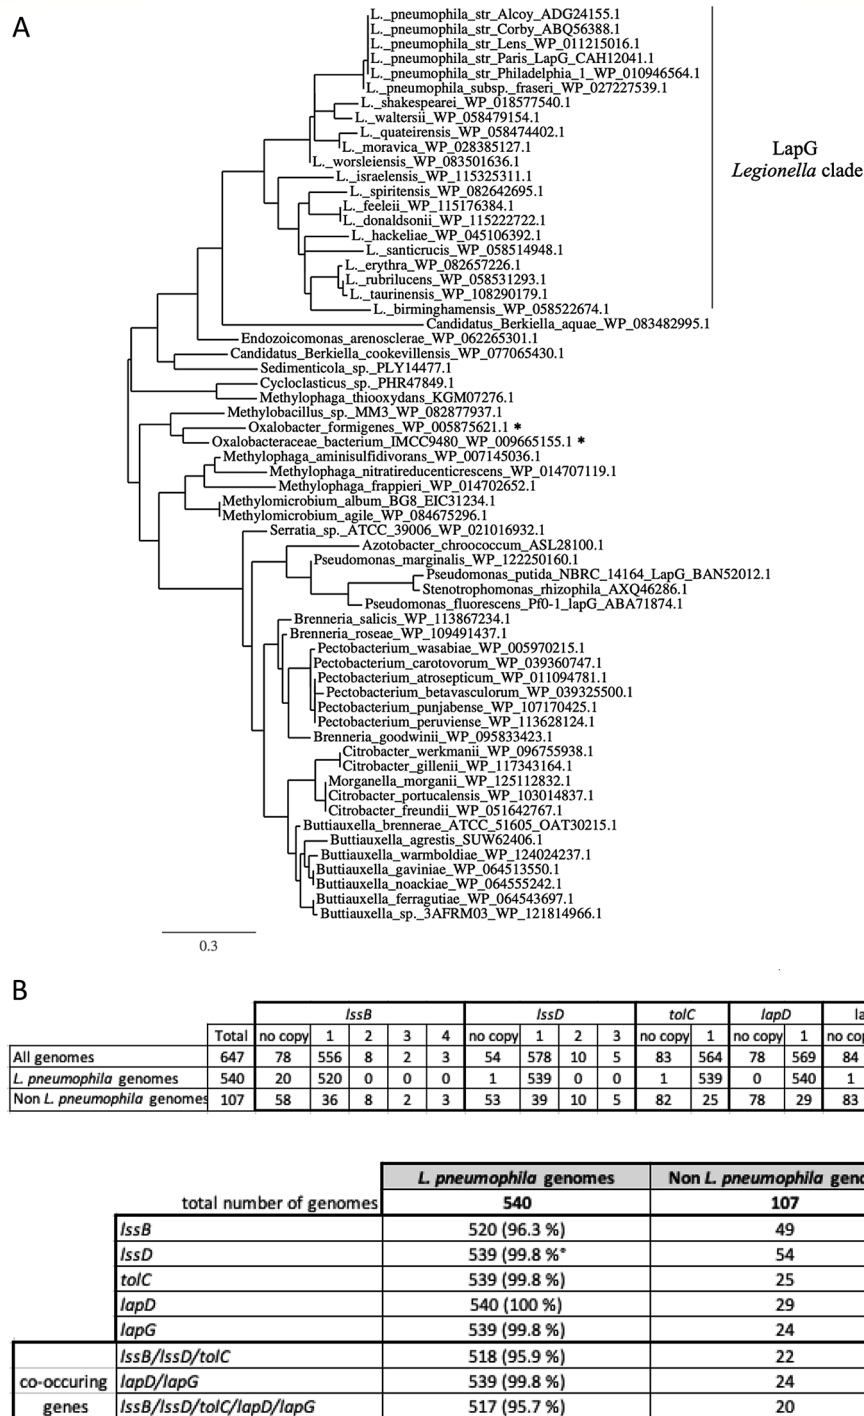 A
L._pneumophila_str_Alcoy_ADG24155.1
L._pneumophila_str_Corby_ABQ56388.1
L._pneumophila_str_Lens_WP_011215016.1
L._pneumophila_str_Paris_LapG_CAH12041.1
L._pneumophila_str_Philadelphia_1_WP_010946564.1
L._pneumophila_subsp._fraseri_WP_027227539.1
L._shakespearei_WP_018577540.1
L._waltersii_WP_058479154.1
L._quateirensis_WP_058474402.1
L._moravica_WP_028385127.1
L._worsleiensis_WP_083501636.1
L._israelensis_WP_115325311.1
L._spiritensis_WP_082642695.1
L._feeleii_WP_115176384.1
L._donaldsonii_WP_115222722.1
L._hackeliae_WP_045106392.1
L._santicrucis_WP_058514948.1
L._erythra_WP_082657226.1
L._rubrilucens_WP_058531293.1
L._taurinensis_WP_108290179.1
L._birminghamensis_WP_058522674.1
LapG
Legionella clade
Candidatus_Berkiella_aquae_WP_083482995.1
Endozoicomonas_arenosclerae_WP_062265301.1
Candidatus_Berkiella_cookevillensis_WP_077065430.1
Sedimenticola_sp._PLY14477.1
Cycloclasticus_sp._PHR47849.1
Methylophaga_thiooxydans_KGM07276.1
Methylobacillus_sp._MM3_WP_082877937.1
Oxalobacter_formigenes_WP_005875621.1 *
Oxalobacteraceae_bacterium_IMCC9480_WP_009665155.1 *
Methylophaga_aminisulfidivorans_WP_007145036.1
Methylophaga_nitratireducenticrescens_WP_014707119.1
Methylophaga_frappieri_WP_014702652.1
Methylomicrobium_album_BG8_EIC31234.1
Methylomicrobium_agile_WP_084675296.1
Serratia_sp._ATCC_39006_WP_021016932.1
Azotobacter_chroococcum_ASL28100.1
Pseudomonas_marginalis_WP_122250160.1
Pseudomonas_putida_NBRC_14164_LapG_BAN52012.1
Stenotrophomonas_rhizophila_AXQ46286.1
Pseudomonas_fluorescens_Pf0-1_lapG_ABA71874.1
Brenneria_salicis_WP_113867234.1
Brenneria_roseae_WP_109491437.1
Pectobacterium_wasabiae_WP_005970215.1
Pectobacterium_carotovorum_WP_039360747.1
Pectobacterium_atrosepticum_WP_011094781.1
Pectobacterium_betavasculorum_WP_039325500.1
Pectobacterium_punjabense_WP_107170425.1
Pectobacterium_peruviense_WP_113628124.1
Brenneria_goodwinii_WP_095833423.1
Citrobacter_werkmanii_WP_096755938.1
Citrobacter_gillenii_WP_117343164.1
Morganella_morganii_WP_125112832.1
Citrobacter_portucalensis_WP_103014837.1
Citrobacter_freundii_WP_051642767.1
Buttiauxella_brennerae_ATCC_51605_OAT30215.1
Buttiauxella_agrestis_SUW62406.1
Buttiauxella_warmboldiae_WP_124024237.1
Buttiauxella_gaviniae_WP_064513550.1
Buttiauxella_noackiae_WP_064555242.1
Buttiauxella_ferragutiae_WP_064543697.1
Buttiauxella_sp._3AFRM03_WP_121814966.1
0.3
B
lssB lssD tolC lapD la
Total no copy 1 2 3 4 no copy 1 2 3 no copy 1 no copy 1 no cop
All genomes 647 78 556 8 2 3 54 578 10 5 83 564 78 569 84
L. pneumophila genomes 540 20 520 0 0 0 1 539 0 0 1 539 0 540 1
Non L. pneumophila genomes 107 58 36 8 2 3 53 39 10 5 82 25 78 29 83
L. pneumophila genomes Non L. pneumophila geno
total number of genomes 540 107
lssB 520 (96.3 %) 49
lssD 539 (99.8 %* 54
tolC 539 (99.8 %) 25
lapD 540 (100 %) 29
lapG 539 (99.8 %) 24
lssB/lssD/tolC 518 (95.9 %) 22
co-occuring lapD/lapG 539 (99.8 %) 24
genes lssB/lssD/tolC/lapD/lapG 517 (95.7 %) 20